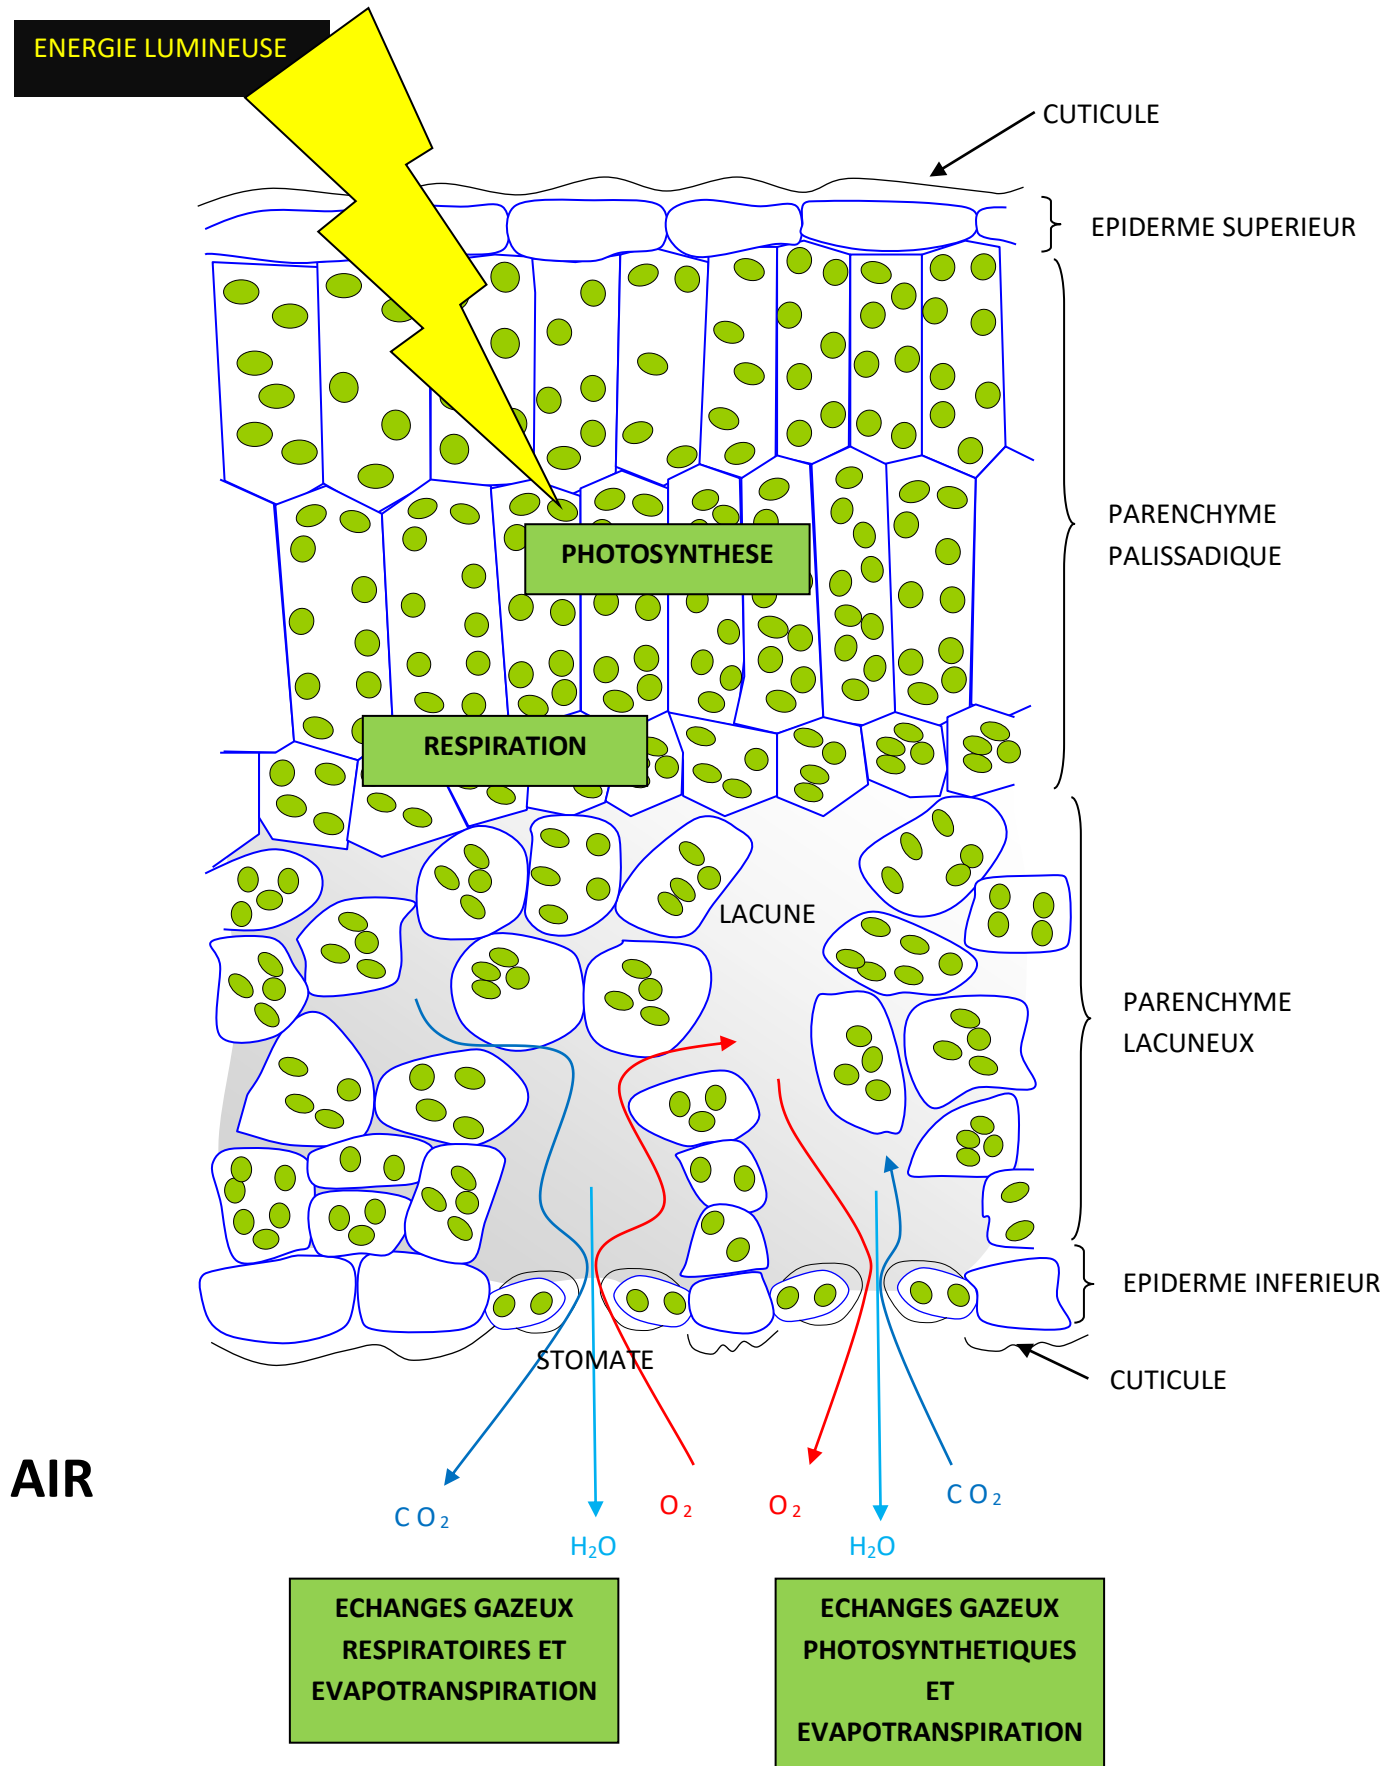 ENERGIE LUMINEUSE
CUTICULE
EPIDERME SUPERIEUR
PARENCHYME
PALISSADIQUE
PHOTOSYNTHESE
RESPIRATION
LACUNE
PARENCHYME
LACUNEUX
EPIDERME INFERIEUR
STOMATE
CUTICULE
AIR
C O₂
H₂O
O₂
O₂
H₂O
C O₂
ECHANGES GAZEUX
RESPIRATOIRES ET
EVAPOTRANSPIRATION
ECHANGES GAZEUX
PHOTOSYNTHETIQUES
ET
EVAPOTRANSPIRATION